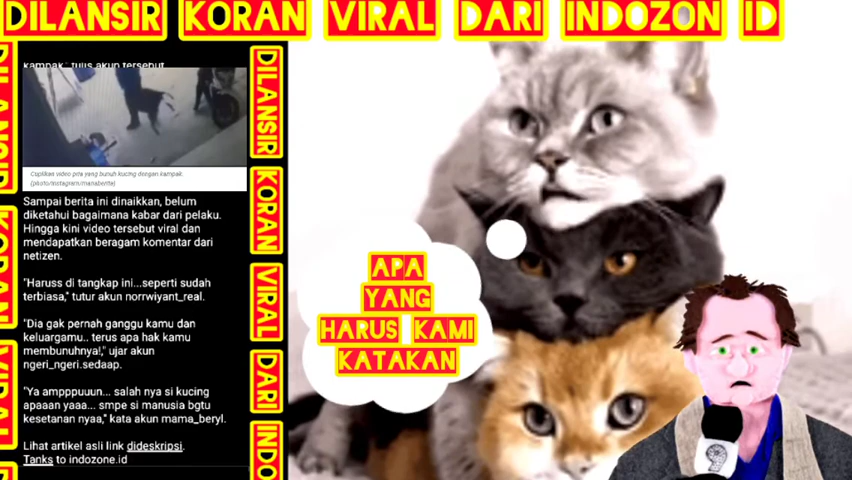 DILANSIR KORAN VIRAL DARI INDOZON ID
kampak," tulis akun tersebut
Cuplikan video pria yang bunuh kucing dengan kampak.
(photo/Instagram/manaberita)
Sampai berita ini dinaikkan, belum
diketahui bagaimana kabar dari pelaku.
Hingga kini video tersebut viral dan
mendapatkan beragam komentar dari
netizen.
"Haruss di tangkap ini...seperti sudah
terbiasa," tutur akun norrwiyant_real.
"Dia gak pernah ganggu kamu dan
keluargamu.. terus apa hak kamu
membunuhnya!," ujar akun
ngeri_ngeri.sedaap.
"Ya ampppuuun... salah nya si kucing
apaaan yaaa... smpe si manusia bgtu
kesetanan nyaa," kata akun mama_beryl.
Lihat artikel asli link dideskripsi.
Tanks to indozone.id
DILANSIR KORAN VIRAL
DILANSIR KORAN VIRAL DARI INDO
APA
YANG
HARUS KAMI
KATAKAN
9